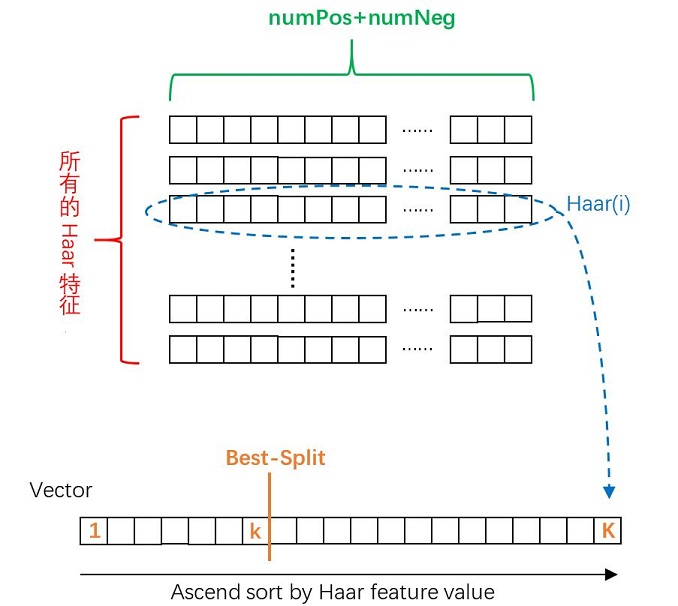 numPos+numNeg
所有的 Haar 特征
······
······
······
Haar(i)
······
······
Best-Split
Vector
1 k K
Ascend sort by Haar feature value